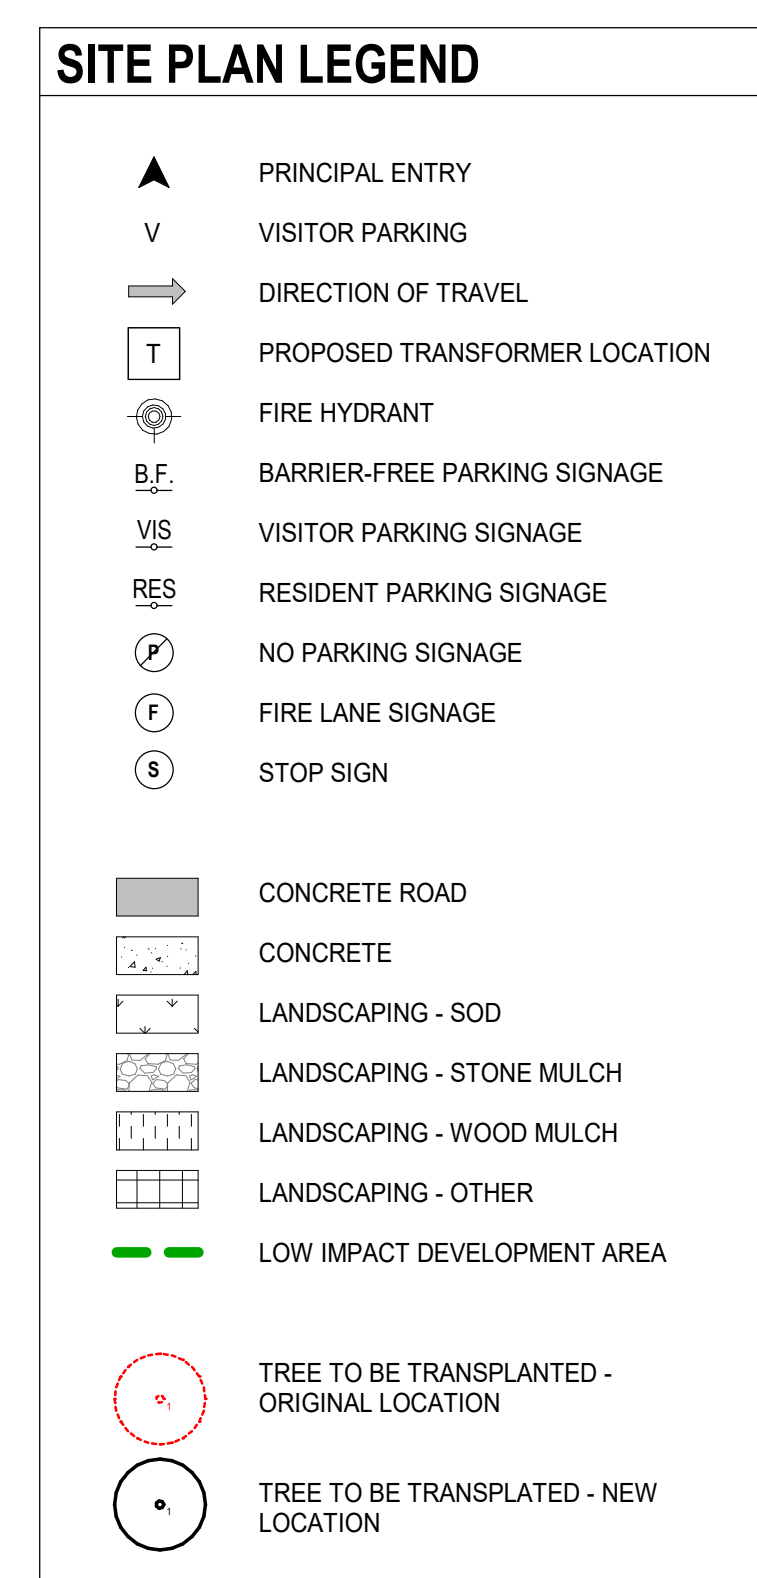 SITE PLAN LEGEND
PRINCIPAL ENTRY
V VISITOR PARKING
DIRECTION OF TRAVEL
T PROPOSED TRANSFORMER LOCATION
FIRE HYDRANT
B.F. BARRIER-FREE PARKING SIGNAGE
VIS VISITOR PARKING SIGNAGE
RES RESIDENT PARKING SIGNAGE
P NO PARKING SIGNAGE
F FIRE LANE SIGNAGE
S STOP SIGN
CONCRETE ROAD
CONCRETE
LANDSCAPING - SOD
LANDSCAPING - STONE MULCH
LANDSCAPING - WOOD MULCH
LANDSCAPING - OTHER
LOW IMPACT DEVELOPMENT AREA
TREE TO BE TRANSPLANTED -
1 ORIGINAL LOCATION
TREE TO BE TRANSPLATED - NEW
1 LOCATION